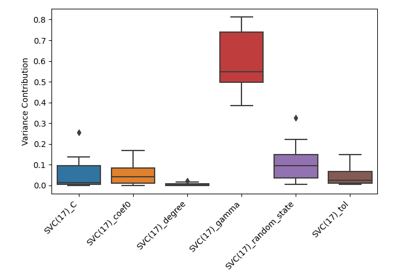 Variance Contribution
0.8
0.7
0.6
0.5
0.4
0.3
0.2
0.1
0.0
SVC(17)_C
SVC(17)_coef0
SVC(17)_degree
SVC(17)_gamma
SVC(17)_random_state
SVC(17)_tol